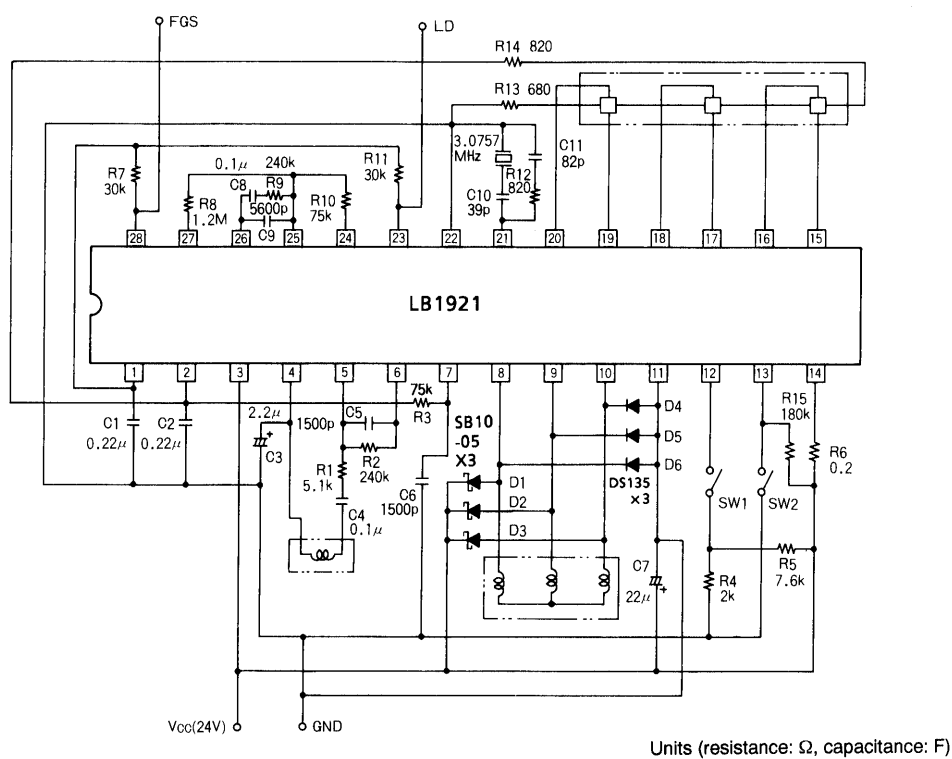 FGS
LD
R14 820
R13 680
3.0757
MHz
C11
82p
R12
820
C10
39p
R7
30k
0.1μ 240k
R11
30k
C8 R9
R8
1.2M
5600p
C9
R10
75k
28 27 26 25 24 23 22 21 20 19 18 17 16 15
LB1921
1 2 3 4 5 6 7 8 9 10 11 12 13 14
75k
R3
R15
180k
C1
0.22μ
C2
0.22μ
2.2μ
C3
1500p
C5
SB10
-05
X3
D4
D5
D6
R6
0.2
R1
5.1k
R2
240k
C6
1500p
D1
D2
D3
DS135
X3
SW1
SW2
C4
0.1μ
C7
22μ
R4
2k
R5
7.6k
Vcc(24V)
GND
Units (resistance: Ω, capacitance: F)